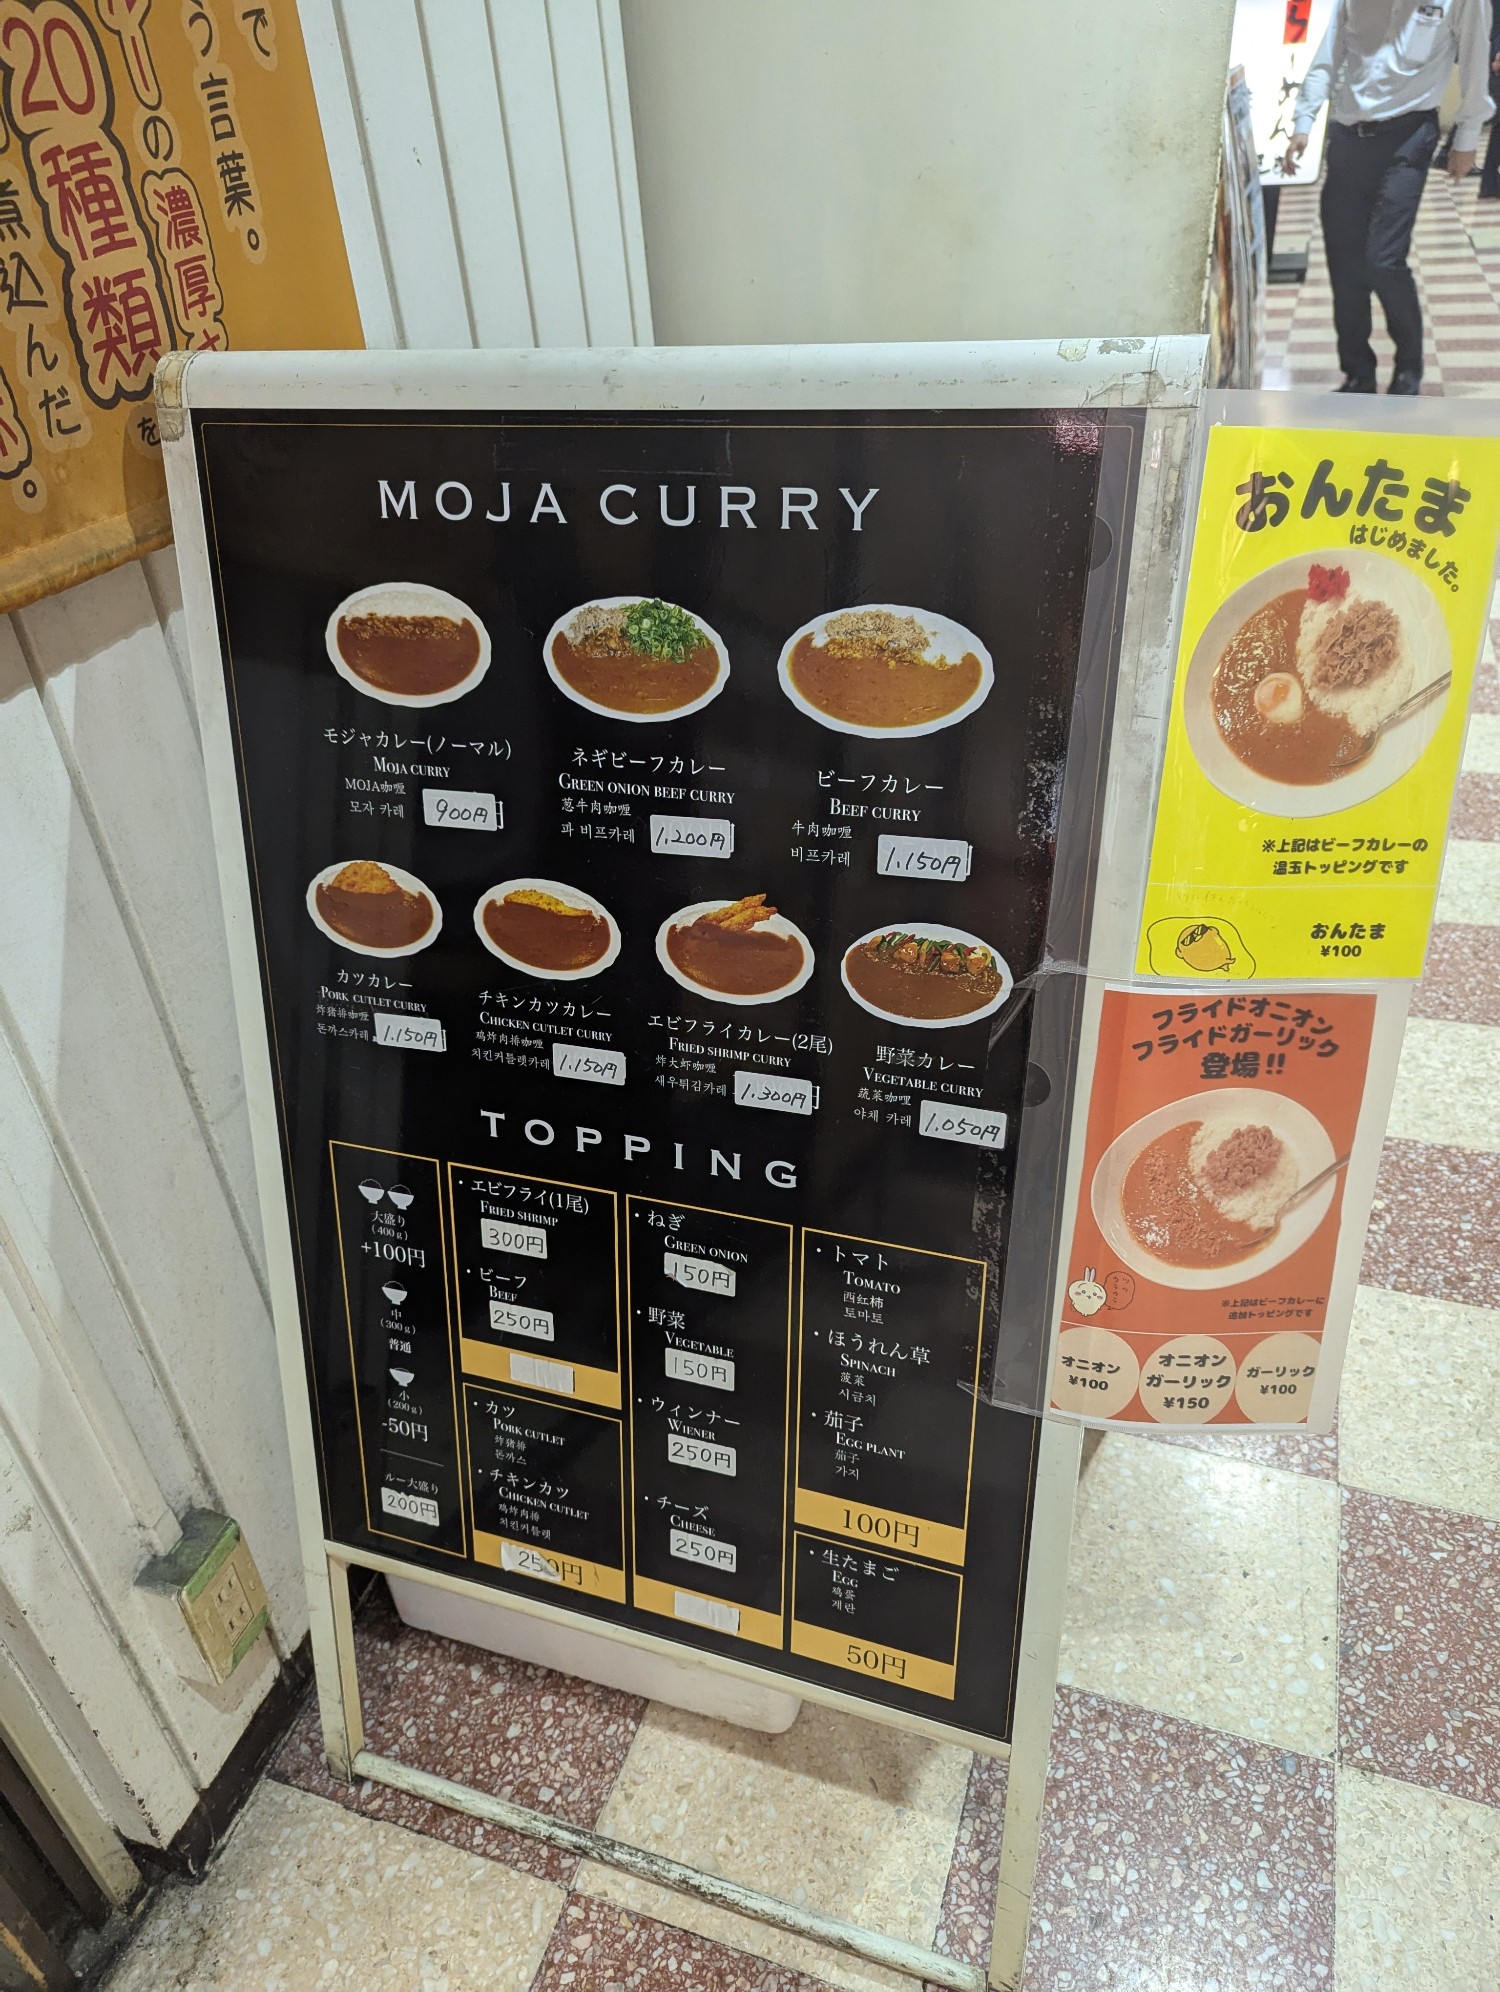 で
う言葉。
ーの濃厚さ
20種類を
煮込んだ
MOJA CURRY
モジャカレー(ノーマル)
MOJA CURRY
MOJA咖喱
모자 카레
900円
ネギビーフカレー
GREEN ONION BEEF CURRY
葱牛肉咖喱
파 비프카레
1.200円
ビーフカレー
BEEF CURRY
牛肉咖喱
비프카레
1.150円
カツカレー
PORK CUTLET CURRY
炸猪排咖喱
돈까스카레
1.150円
チキンカツカレー
CHICKEN CUTLET CURRY
鸡炸肉排咖喱
치킨커틀렛카레
1.150円
エビフライカレー(2尾)
FRIED SHRIMP CURRY
炸大虾咖喱
새우튀김카레
1.300円
野菜カレー
VEGETABLE CURRY
蔬菜咖喱
야채 카레
1.050円
TOPPING
大盛り
(400g)
+100円
中
(300g)
普通
小
(200g)
-50円
ルー大盛り
200円
・エビフライ(1尾)
FRIED SHRIMP
300円
・ビーフ
BEEF
250円
・カツ
PORK CUTLET
炸猪排
돈까스
・チキンカツ
CHICKEN CUTLET
鸡炸肉排
치킨커틀렛
250円
・ねぎ
GREEN ONION
150円
・野菜
VEGETABLE
150円
・ウィンナー
WIENER
250円
・チーズ
CHEESE
250円
・トマト
TOMATO
西红柿
토마토
・ほうれん草
SPINACH
菠菜
시금치
・茄子
EGG PLANT
茄子
가지
100円
・生たまご
EGG
鸡蛋
계란
50円
おんたま
はじめました。
※上記はビーフカレーの
温玉トッピングです
おんたま
¥100
フライドオニオン
フライドガーリック
登場!!
※上記はビーフカレーに
追加トッピングです
オニオン
¥100
オニオン
ガーリック
¥150
ガーリック
¥100
らーめん